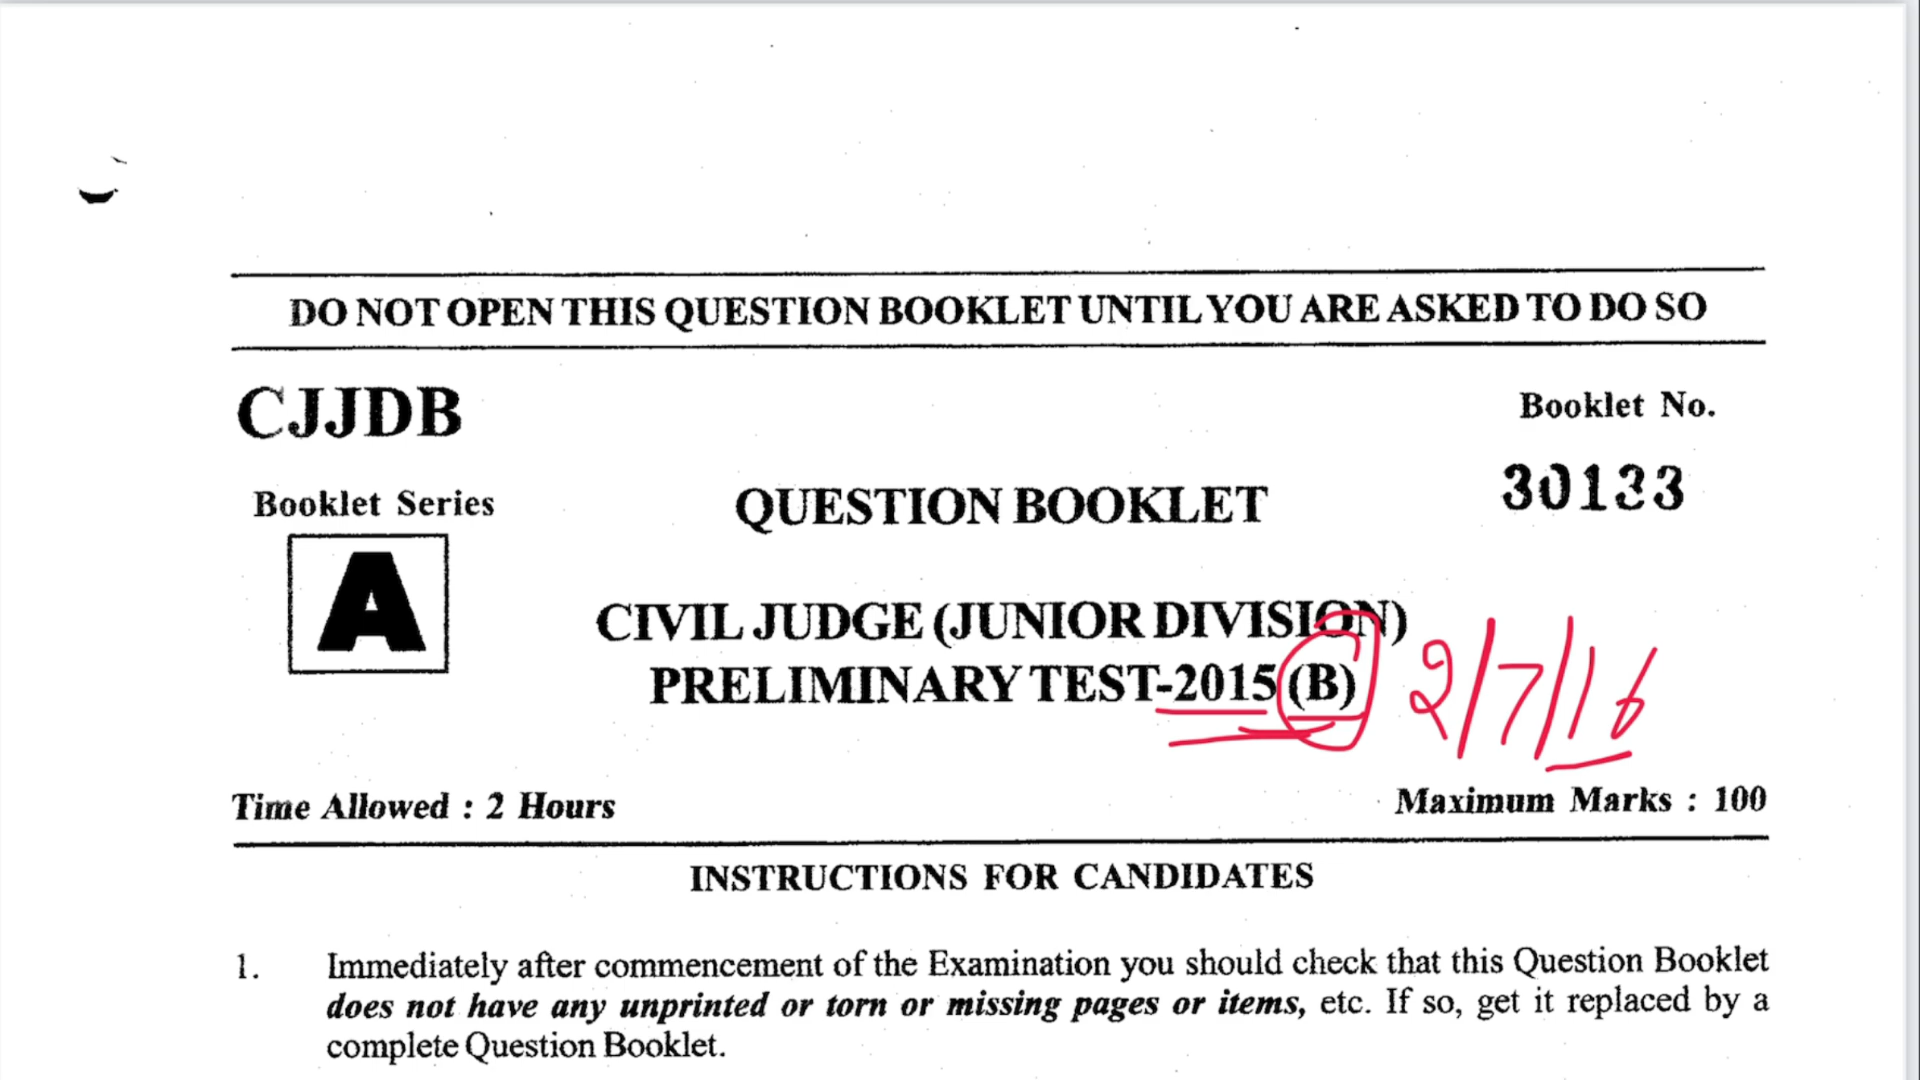 DO NOT OPEN THIS QUESTION BOOKLET UNTIL YOU ARE ASKED TO DO SO
CJJDB
Booklet No.
30133
Booklet Series
A
QUESTION BOOKLET
CIVIL JUDGE (JUNIOR DIVISION)
PRELIMINARY TEST-2015 (B)
2/7/16
Time Allowed : 2 Hours
Maximum Marks : 100
INSTRUCTIONS FOR CANDIDATES
1. Immediately after commencement of the Examination you should check that this Question Booklet
does not have any unprinted or torn or missing pages or items, etc. If so, get it replaced by a
complete Question Booklet.